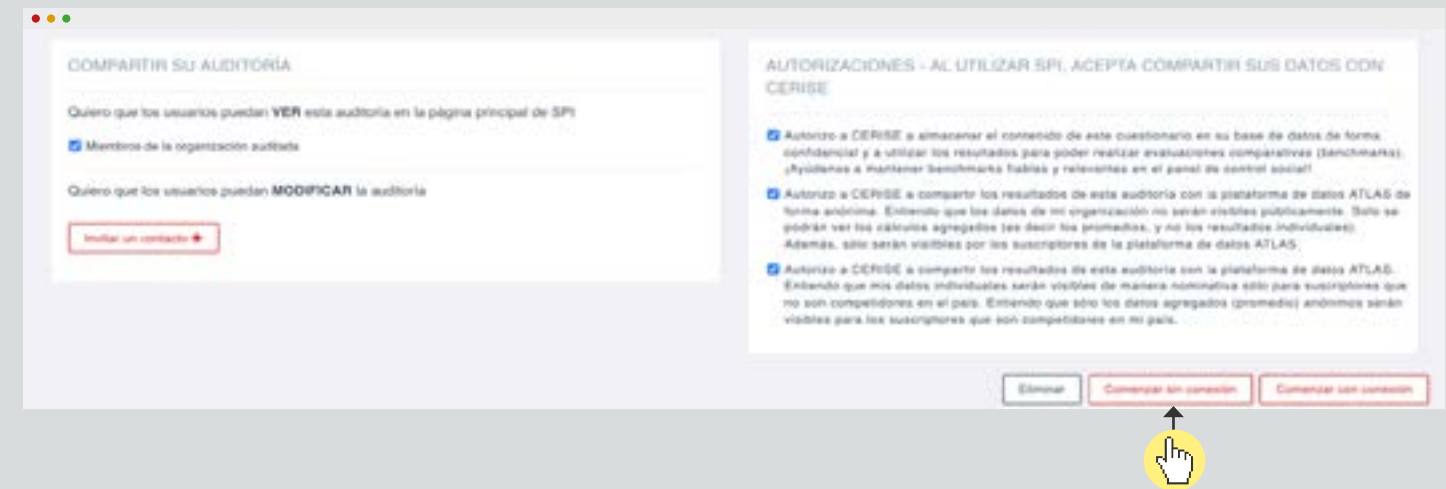 COMPARTIR SU AUDITORÍA
Quiero que los usuarios puedan VER esta auditoría en la página principal de SPI
Miembros de la organización auditada
Quiero que los usuarios puedan MODIFICAR la auditoría
Invitar un contacto +
AUTORIZACIONES - AL UTILIZAR SPI, ACEPTA COMPARTIR SUS DATOS CON
CERISE
Autorizo a CERISE a almacener el contenido de este cuestionario en su base de datos de forma
confidencial y a utilizar los resultados para poder realizar evaluaciones comparativas (benchmarks).
¡Ayúdenos a mantener benchmarks fiables y relevantes en el panel de control social!
Autorizo a CERISE a compartir los resultados de esta auditoría con la plataforma de datos ATLAS de
forma anónima. Entiendo que los datos de mi organización no serán visibles públicamente. Solo se
podrán ver los cálculos agregados (es decir los promedios, y no los resultados individuales).
Además, sólo serán visibles por los suscriptores de la plataforma de datos ATLAS.
Autorizo a CERISE a compartir los resultados de esta auditoría con la plataforma de datos ATLAS.
Entiendo que mis datos individuales serán visibles de manera nominativa sólo para suscriptores que
no son competidores en el país. Entiendo que sólo los datos agregados (promedio) anónimos serán
visibles para los suscriptores que son competidores en mi país.
Eliminar
Comenzar sin conexión
Comenzar con conexión